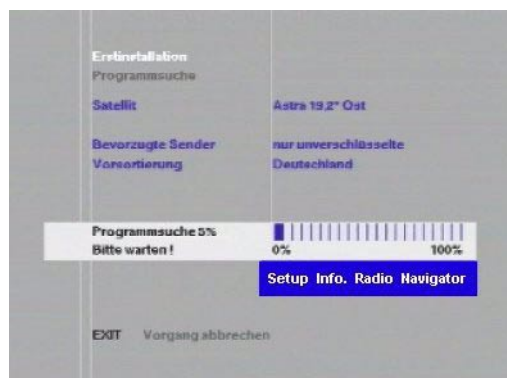 Erstinstallation
Programmsuche
Satellit Astra 19,2° Ost
Bevorzugte Sender nur unverschlüsselte
Vorsortierung Deutschland
Programmsuche 5%
Bitte warten ! 0% 100%
Setup Info. Radio Navigator
EXIT Vorgang abbrechen